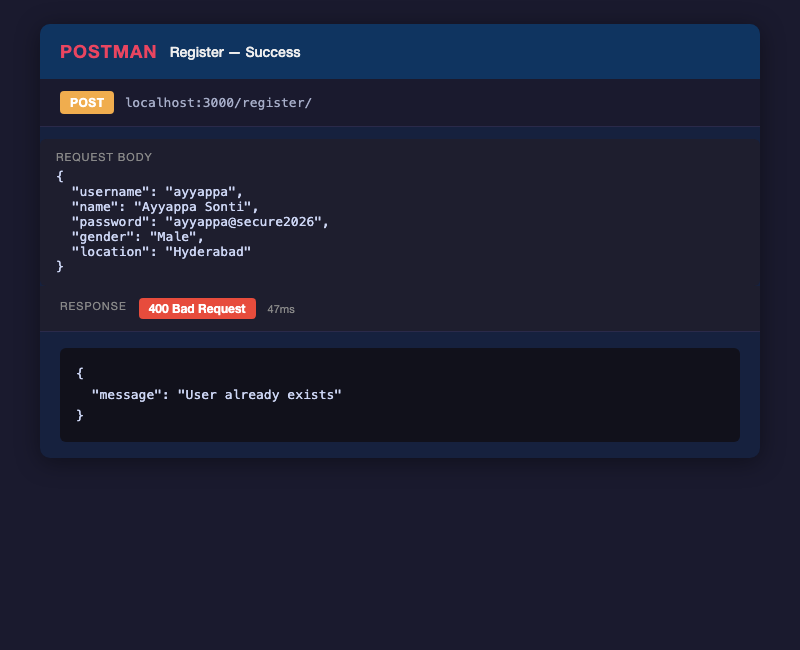 POSTMAN Register — Success
POST localhost:3000/register/
REQUEST BODY
{
  "username": "ayyappa",
  "name": "Ayyappa Sonti",
  "password": "ayyappa@secure2026",
  "gender": "Male",
  "location": "Hyderabad"
}
RESPONSE 400 Bad Request 47ms
{
  "message": "User already exists"
}